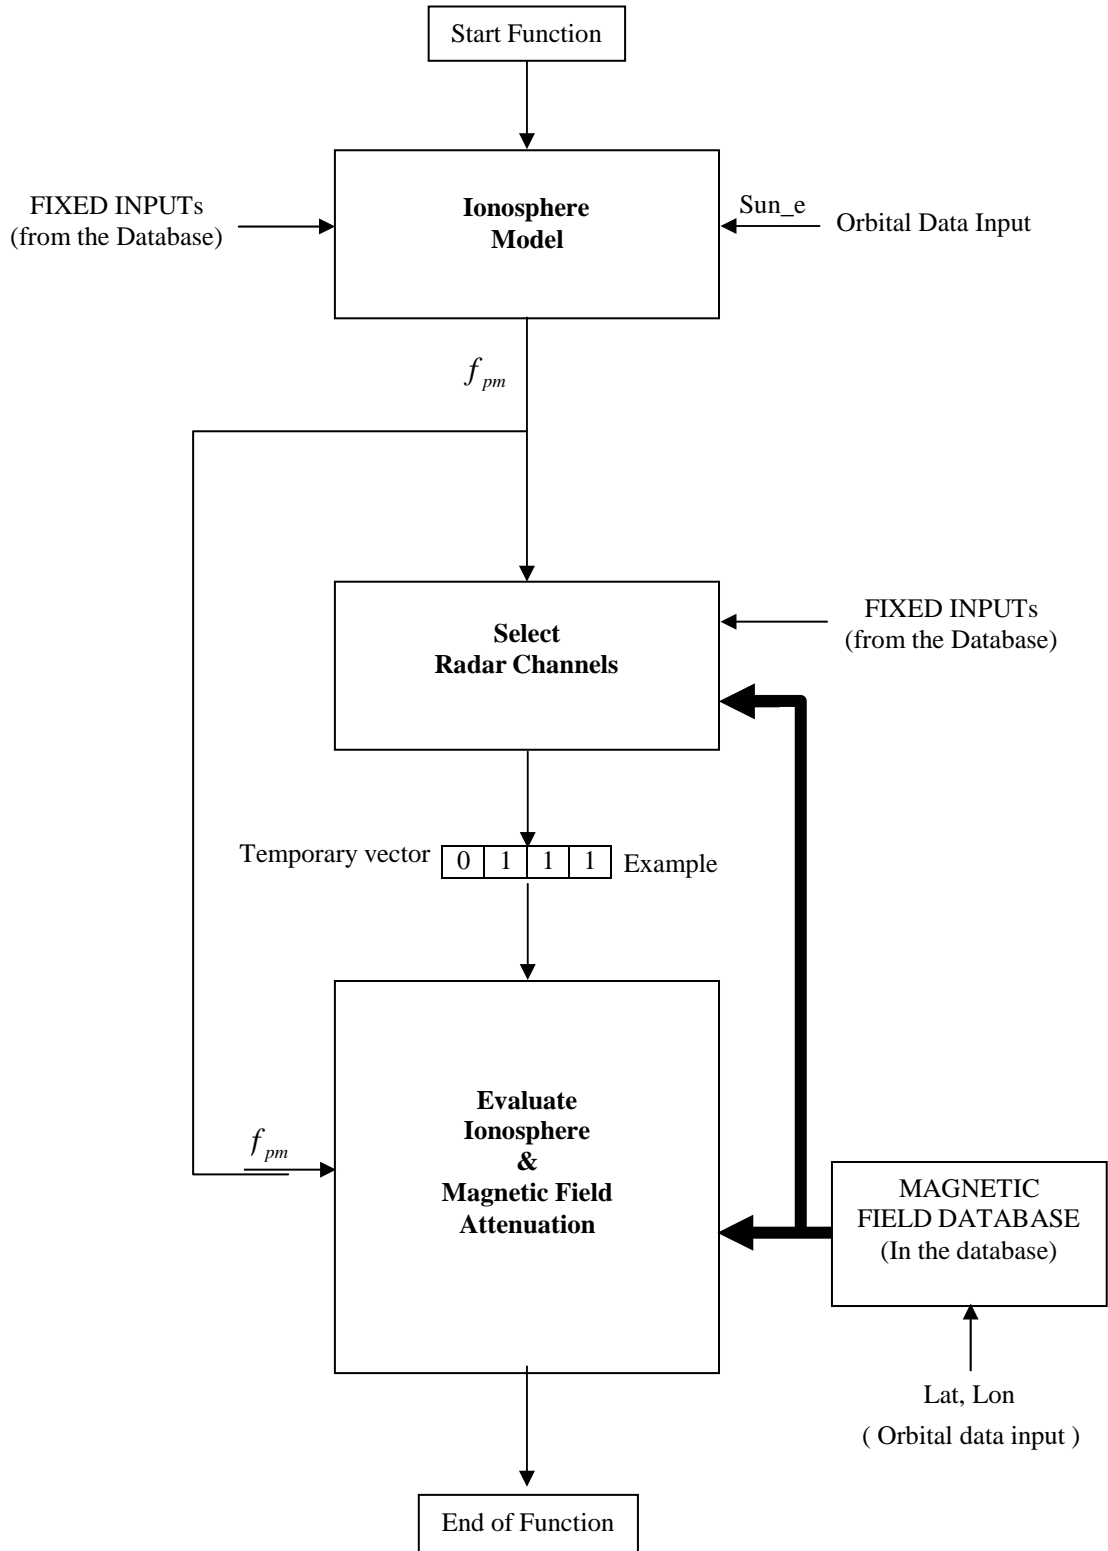 Start Function
FIXED INPUTs
(from the Database)
Ionosphere
Model
Sun_e
Orbital Data Input
f pm
Select
Radar Channels
FIXED INPUTs
(from the Database)
Temporary vector
0 1 1 1
Example
f pm
Evaluate
Ionosphere
&
Magnetic Field
Attenuation
MAGNETIC
FIELD DATABASE
(In the database)
Lat, Lon
( Orbital data input )
End of Function